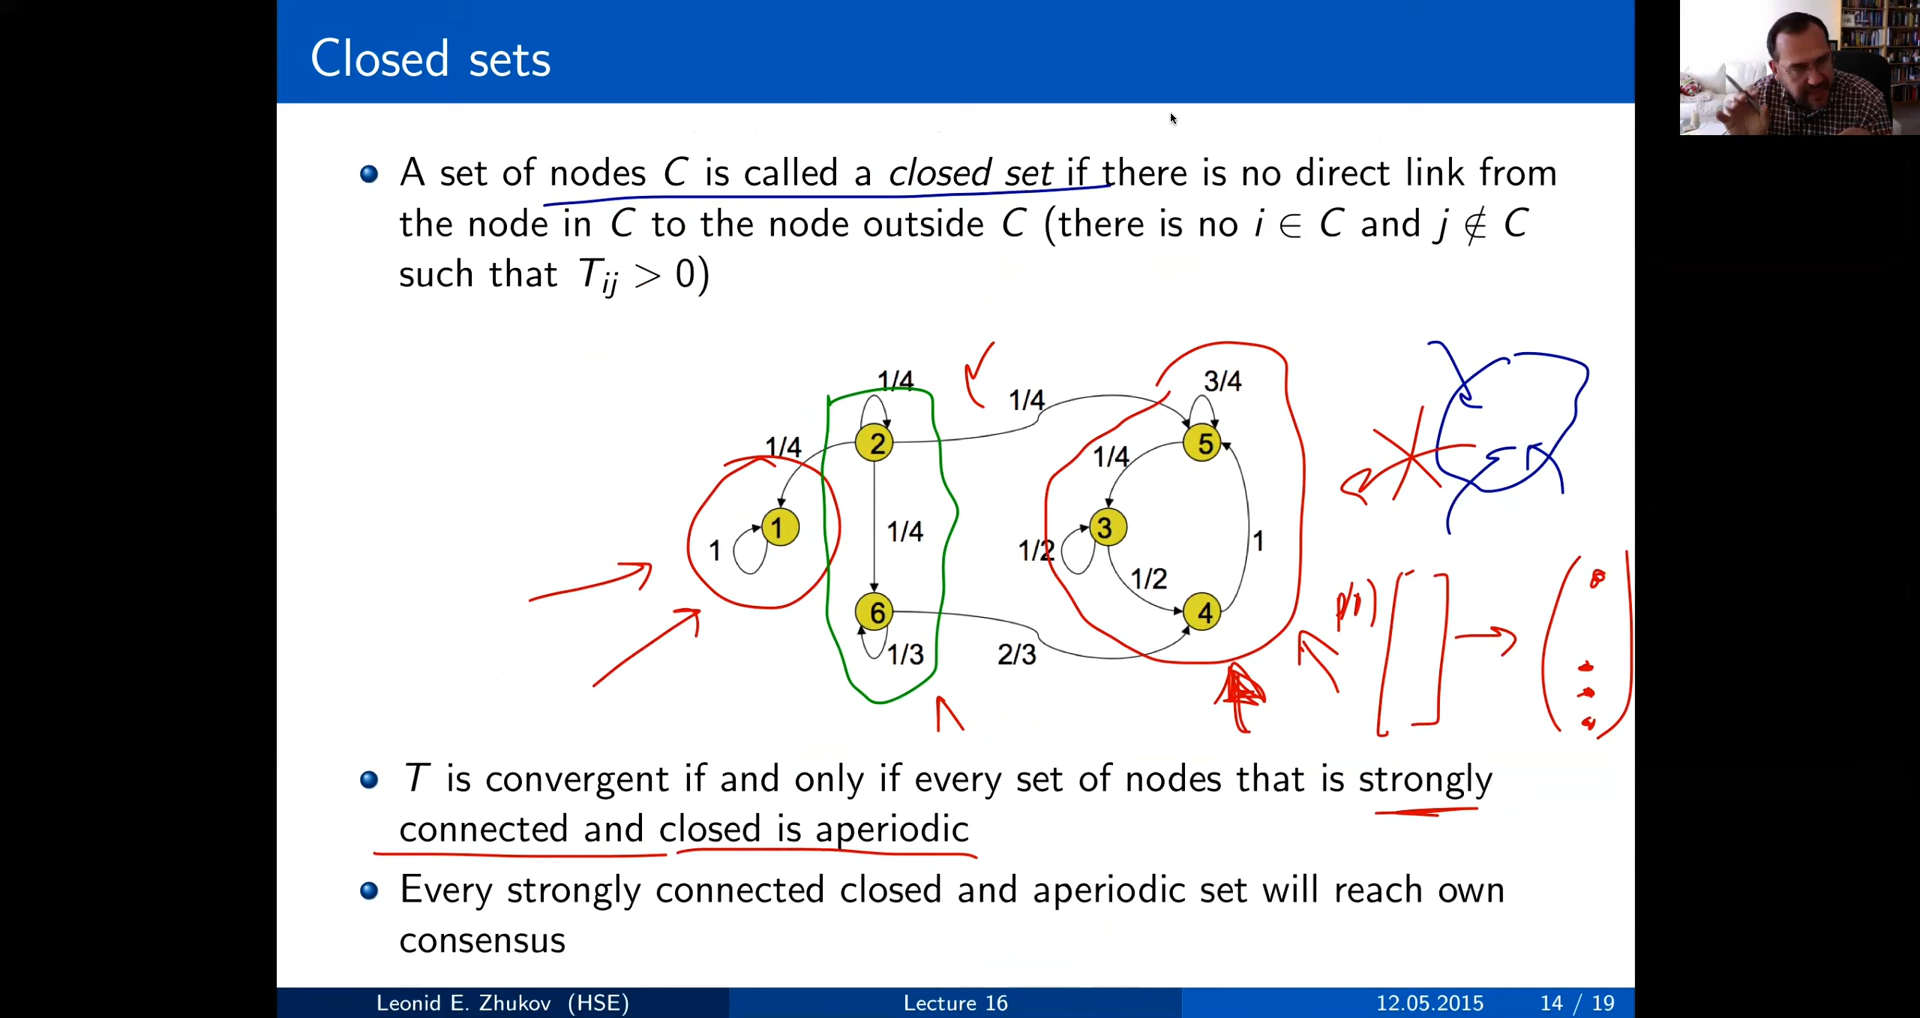 Closed sets
A set of nodes C is called a closed set if there is no direct link from
the node in C to the node outside C (there is no i ∈ C and j ∉ C
such that T_ij > 0)
1/4
1/4
3/4
1/4
2
5
1/4
1
1
1/4
3
1/2
1/2
1
6
4
1/3
2/3
T is convergent if and only if every set of nodes that is strongly
connected and closed is aperiodic
Every strongly connected closed and aperiodic set will reach own
consensus
Leonid E. Zhukov (HSE)
Lecture 16
12.05.2015
14 / 19